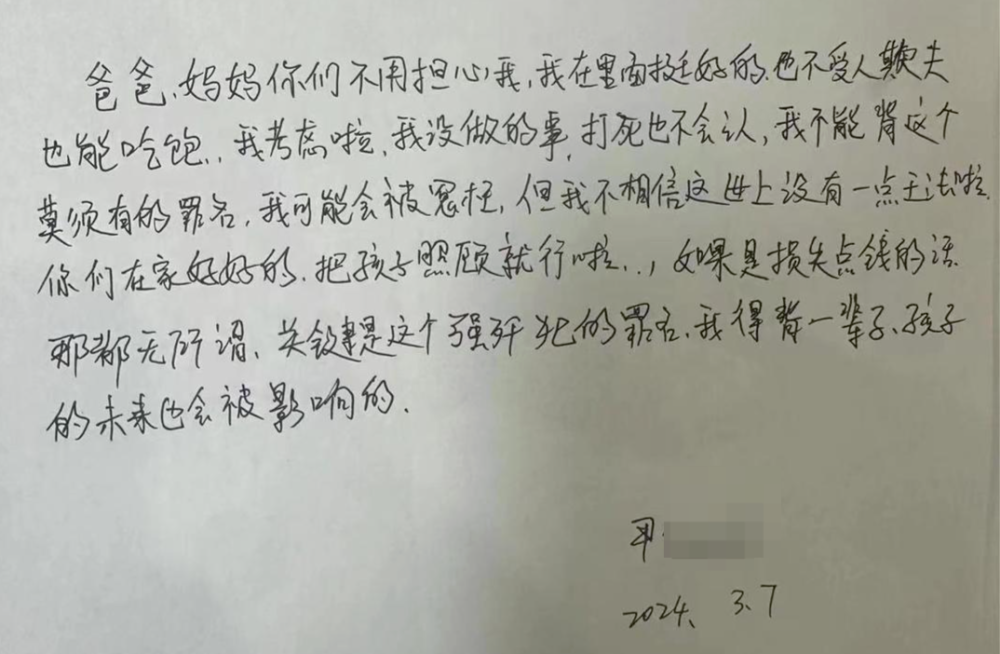 爸爸、妈妈你们不用担心我,我在里面挺好的.也不受人欺夫
也能吃饱..我考虑啦,我没做的事,打死也不会认,我不能背这个
莫须有的罪名,我可能会被冤枉,但我不相信这世上没有一点王法啦.
你们在家好好的.把孩子照顾就行啦..,如果是损失点钱的话.
那都无所谓、关键是这个强奸犯的罪名.我得背一辈子、孩子
的未来也会被影响的.
2024. 3.7